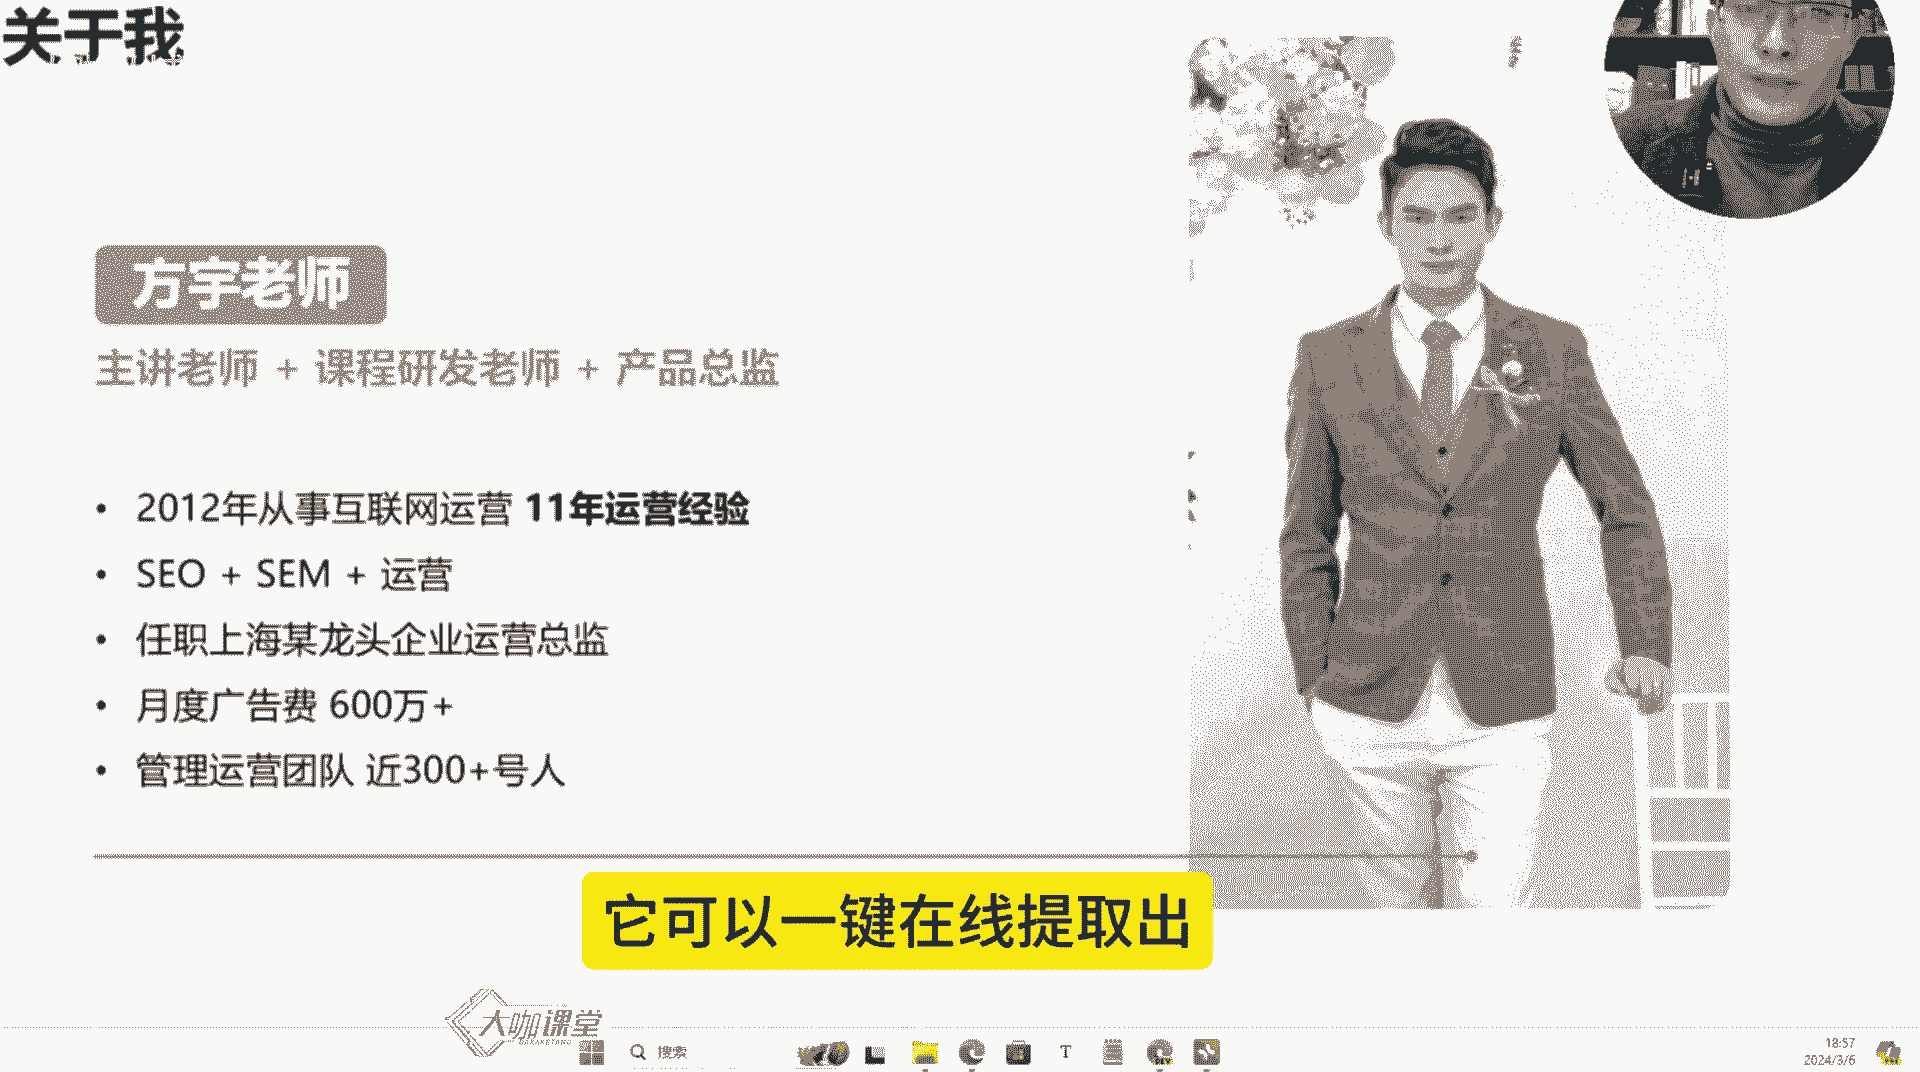 关于我
方宇老师
主讲老师 + 课程研发老师 + 产品总监
• 2012年从事互联网运营 11年运营经验
• SEO + SEM + 运营
• 任职上海某龙头企业运营总监
• 月度广告费 600万+
• 管理运营团队 近300+号人
它可以一键在线提取出
大咖课堂
DAKAKETANG
搜索
18:57
2024/3/6